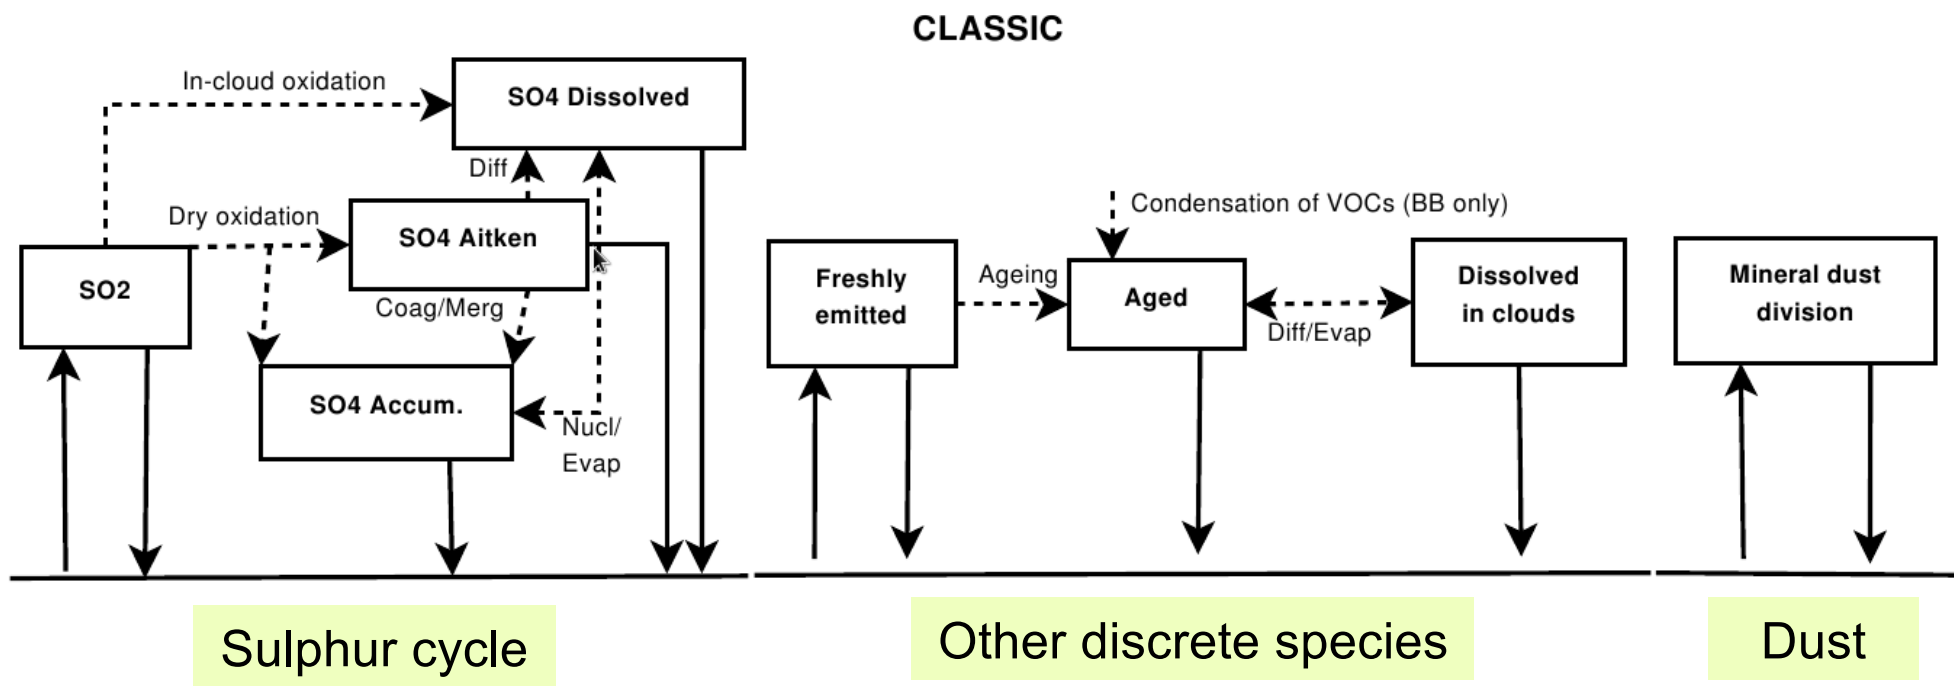 CLASSIC
In-cloud oxidation
SO4 Dissolved
Diff
Dry oxidation
SO4 Aitken
SO2
Coag/Merg
SO4 Accum.
Nucl/
Evap
Sulphur cycle
Condensation of VOCs (BB only)
Freshly
emitted
Ageing
Aged
Diff/Evap
Dissolved
in clouds
Other discrete species
Mineral dust
division
Dust